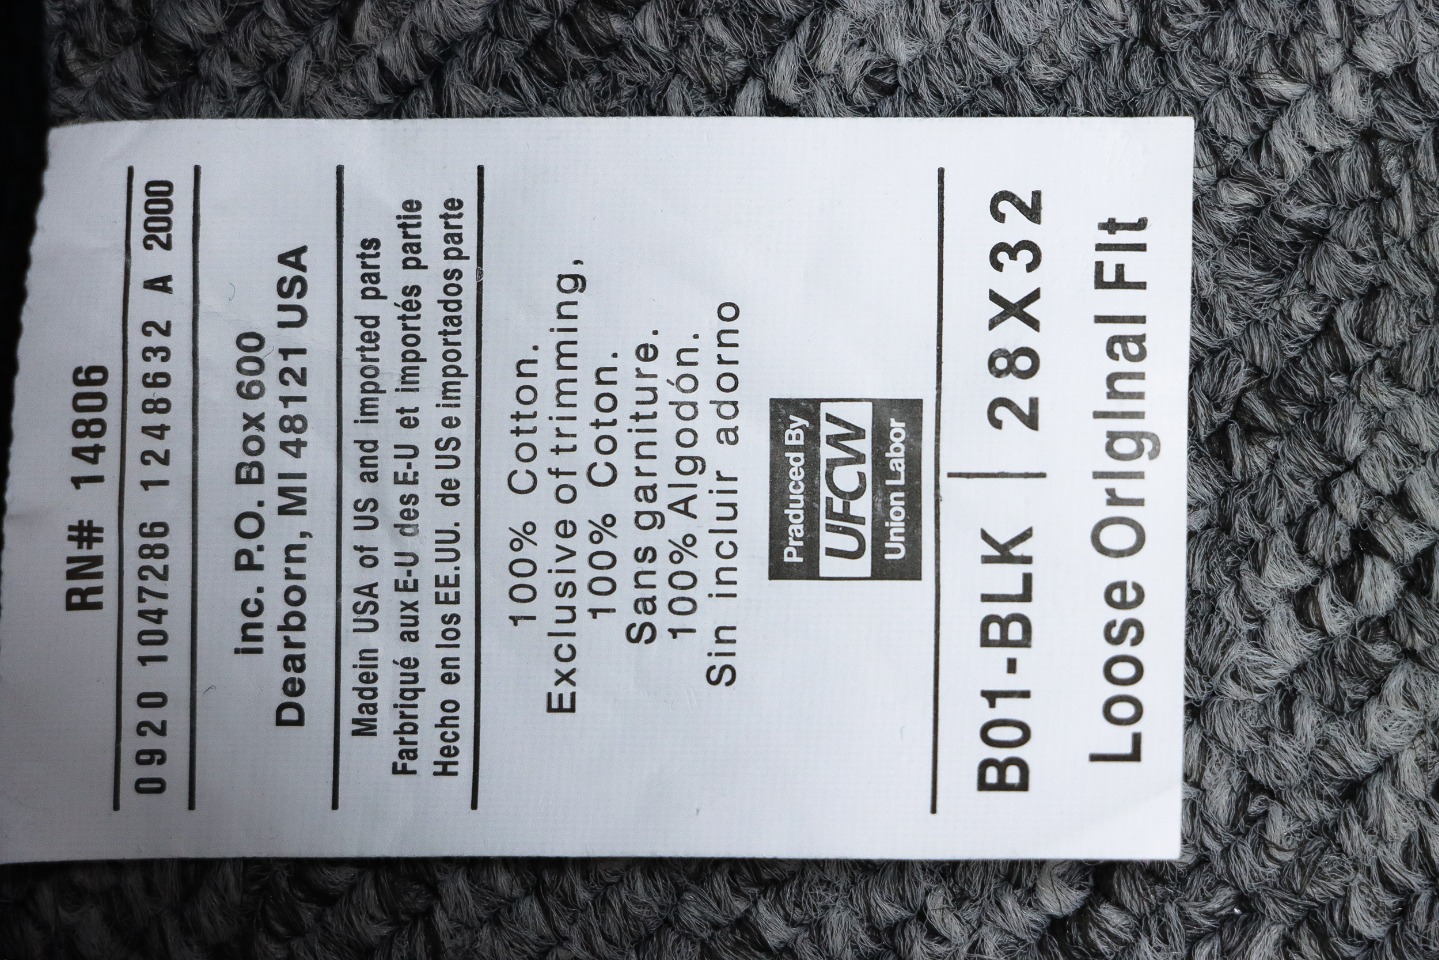 RN# 14806
0920 1047286 1248632 A 2000
inc. P.O. Box 600
Dearborn, MI 48121 USA
Madein USA of US and imported parts
Farbriqué aux E-U des E-U et importés partie
Hecho en los EE.UU. de US e importados parte
100% Cotton.
Exclusive of trimming,
100% Coton.
Sans garniture.
100% Algodón.
Sin incluir adorno
Praduced By
UFCW
Union Labor
B01-BLK | 28X32
Loose OrIgInal FIt